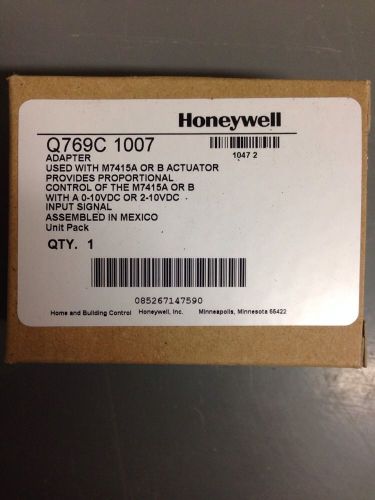 Honeywell
Q769C 1007
1047 2
ADAPTER
USED WITH M7415A OR B ACTUATOR
PROVIDES PROPORTIONAL
CONTROL OF THE M7415A OR B
WITH A 0-10VDC OR 2-10VDC
INPUT SIGNAL
ASSEMBLED IN MEXICO
Unit Pack
QTY. 1
085267147590
Home and Building Control Honeywell, Inc. Minneapolis, Minnesota 55422